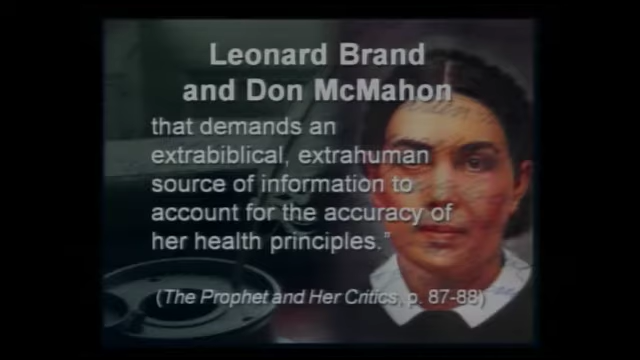 Leonard Brand
and Don McMahon
that demands an
extrabiblical, extrahuman
source of information to
account for the accuracy of
her health principles.”
(The Prophet and Her Critics, p. 87-88)